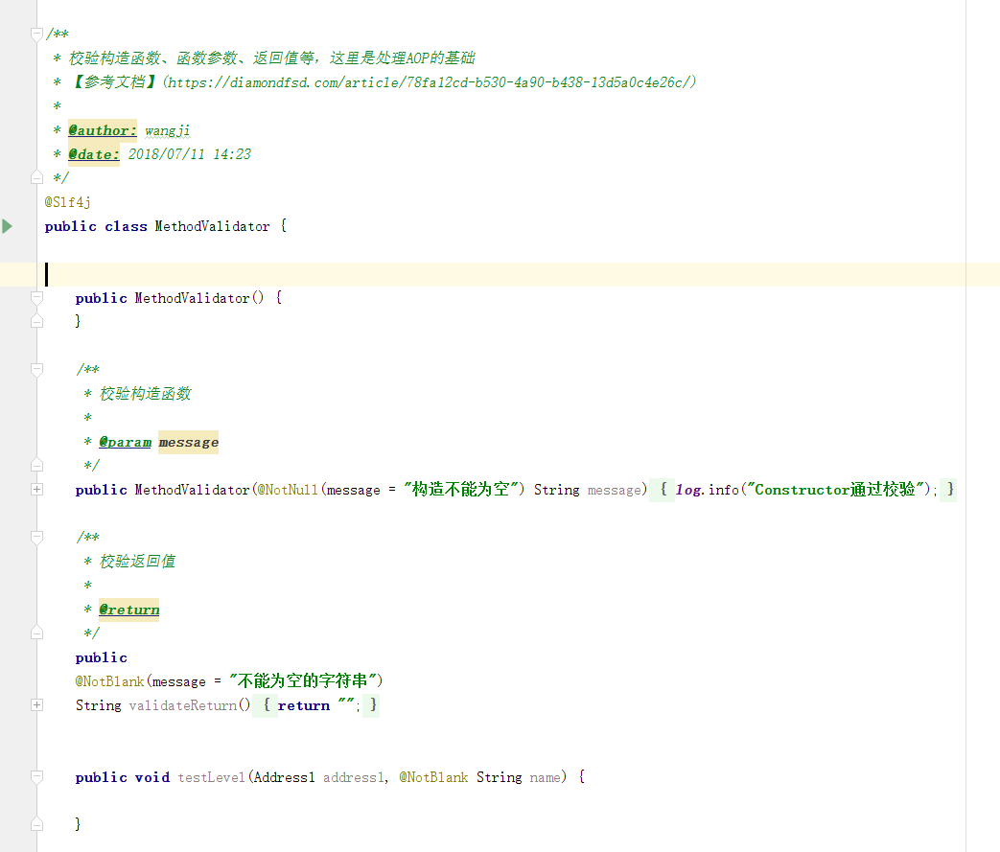 /**
* 校验构造函数、函数参数、返回值等，这里是处理AOP的基础
* 【参考文档】(https://diamondfsd.com/article/78fa12cd-b530-4a90-b438-13d5a0c4e26c/)
*
* @author: wangji
* @date: 2018/07/11 14:23
*/
@Slf4j
public class MethodValidator {
public MethodValidator() {
}
/**
* 校验构造函数
*
* @param message
*/
public MethodValidator(@NotNull(message = "构造不能为空") String message) { log.info("Constructor通过校验"); }
/**
* 校验返回值
*
* @return
*/
public
@NotBlank(message = "不能为空的字符串")
String validateReturn() { return ""; }
public void testLevel(Address1 address1, @NotBlank String name) {
}